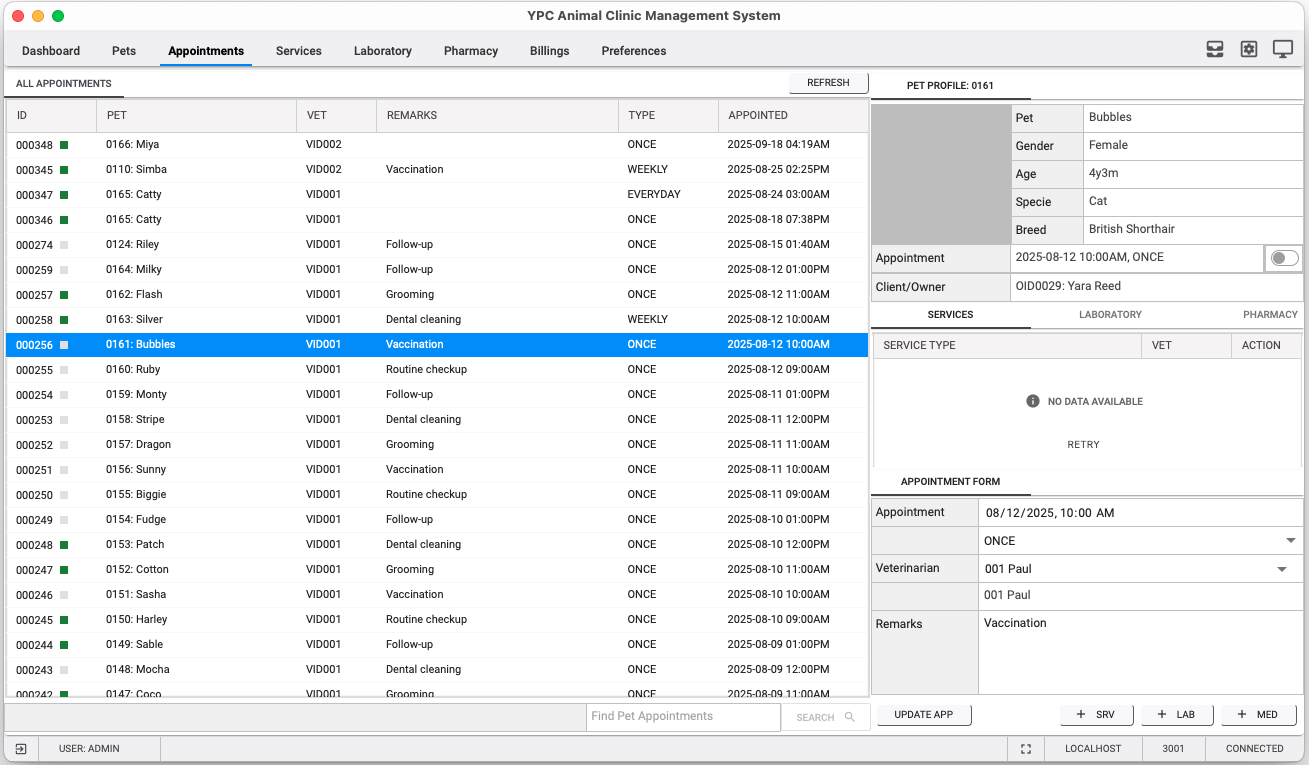 YPC Animal Clinic Management System
Dashboard Pets Appointments Services Laboratory Pharmacy Billings Preferences
ALL APPOINTMENTS REFRESH
ID PET VET REMARKS TYPE APPOINTED
000348 0166: Miya VID002 ONCE 2025-09-18 04:19AM
000345 0110: Simba VID002 Vaccination WEEKLY 2025-08-25 02:25PM
000347 0165: Catty VID001 EVERYDAY 2025-08-24 03:00AM
000346 0165: Catty VID001 ONCE 2025-08-18 07:38PM
000274 0124: Riley VID001 Follow-up ONCE 2025-08-15 01:40AM
000259 0164: Milky VID001 Follow-up ONCE 2025-08-12 01:00PM
000257 0162: Flash VID001 Grooming ONCE 2025-08-12 11:00AM
000258 0163: Silver VID001 Dental cleaning WEEKLY 2025-08-12 10:00AM
000256 0161: Bubbles VID001 Vaccination ONCE 2025-08-12 10:00AM
000255 0160: Ruby VID001 Routine checkup ONCE 2025-08-12 09:00AM
000254 0159: Monty VID001 Follow-up ONCE 2025-08-11 01:00PM
000253 0158: Stripe VID001 Dental cleaning ONCE 2025-08-11 12:00PM
000252 0157: Dragon VID001 Grooming ONCE 2025-08-11 11:00AM
000251 0156: Sunny VID001 Vaccination ONCE 2025-08-11 10:00AM
000250 0155: Biggie VID001 Routine checkup ONCE 2025-08-11 09:00AM
000249 0154: Fudge VID001 Follow-up ONCE 2025-08-10 01:00PM
000248 0153: Patch VID001 Dental cleaning ONCE 2025-08-10 12:00PM
000247 0152: Cotton VID001 Grooming ONCE 2025-08-10 11:00AM
000246 0151: Sasha VID001 Vaccination ONCE 2025-08-10 10:00AM
000245 0150: Harley VID001 Routine checkup ONCE 2025-08-10 09:00AM
000244 0149: Sable VID001 Follow-up ONCE 2025-08-09 01:00PM
000243 0148: Mocha VID001 Dental cleaning ONCE 2025-08-09 12:00PM
000242 0147: Coco VID001 Grooming ONCE 2025-08-09 11:00AM
Find Pet Appointments SEARCH
PET PROFILE: 0161
Pet Bubbles
Gender Female
Age 4y3m
Specie Cat
Breed British Shorthair
Appointment 2025-08-12 10:00AM, ONCE
Client/Owner OID0029: Yara Reed
SERVICES LABORATORY PHARMACY
SERVICE TYPE VET ACTION
NO DATA AVAILABLE
RETRY
APPOINTMENT FORM
Appointment 08/12/2025, 10:00 AM
ONCE
Veterinarian 001 Paul
001 Paul
Remarks Vaccination
UPDATE APP + SRV + LAB + MED
USER: ADMIN LOCALHOST 3001 CONNECTED